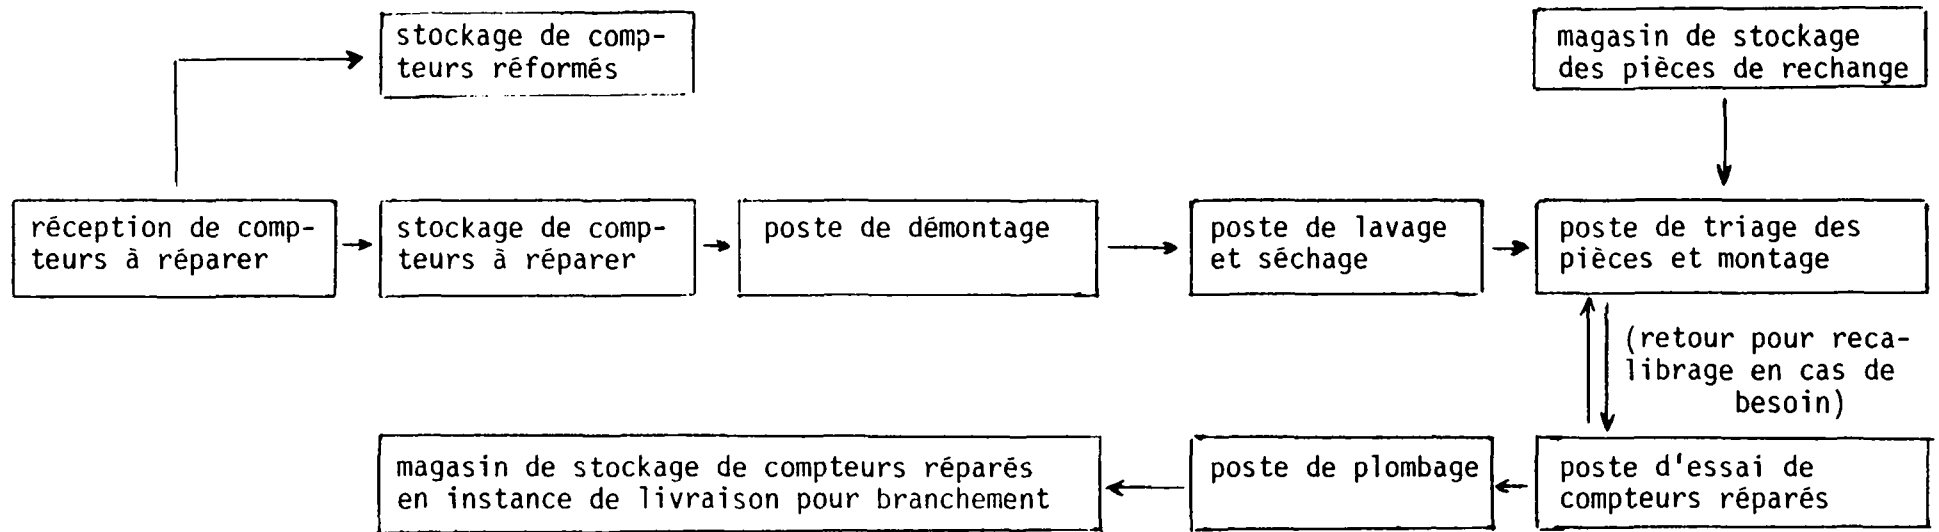 stockage de comp-
teurs réformés
magasin de stockage
des pièces de rechange
réception de comp-
teurs à réparer
stockage de comp-
teurs à réparer
poste de démontage
poste de lavage
et séchage
poste de triage des
pièces et montage
(retour pour reca-
librage en cas de
besoin)
magasin de stockage de compteurs réparés
en instance de livraison pour branchement
poste de plombage
poste d'essai de
compteurs réparés